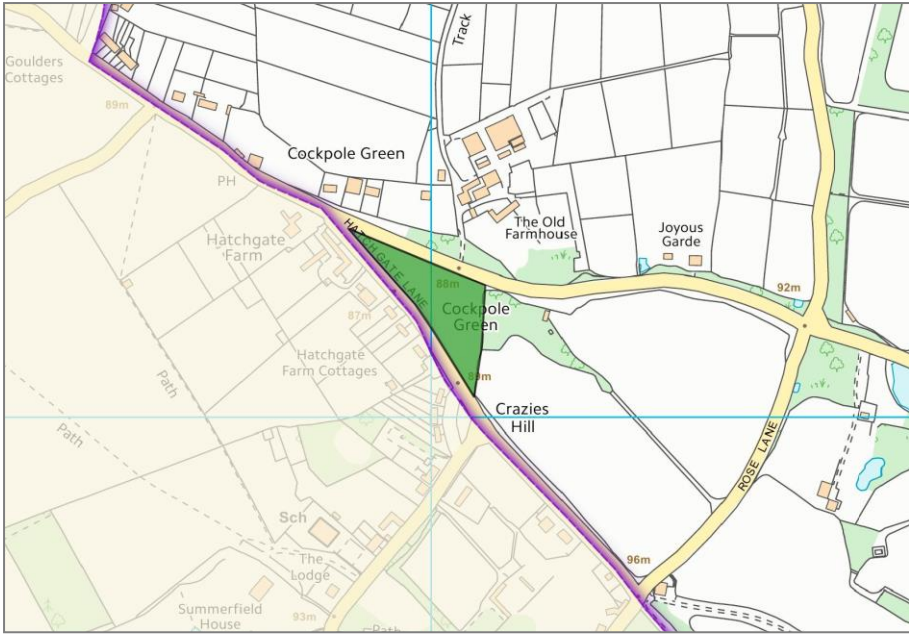 Track
Goulders
Cottages
89m
Cockpole Green
PH
HATCHGATE LANE
The Old
Farmhouse
Joyous
Garde
Hatchgate
Farm
88m
92m
Cockpole
Green
87m
Hatchgate
Farm Cottages
89m
Path
Crazies
Hill
Path
ROSE LANE
Sch
The
Lodge
96m
Summerfield
House
93m
Path